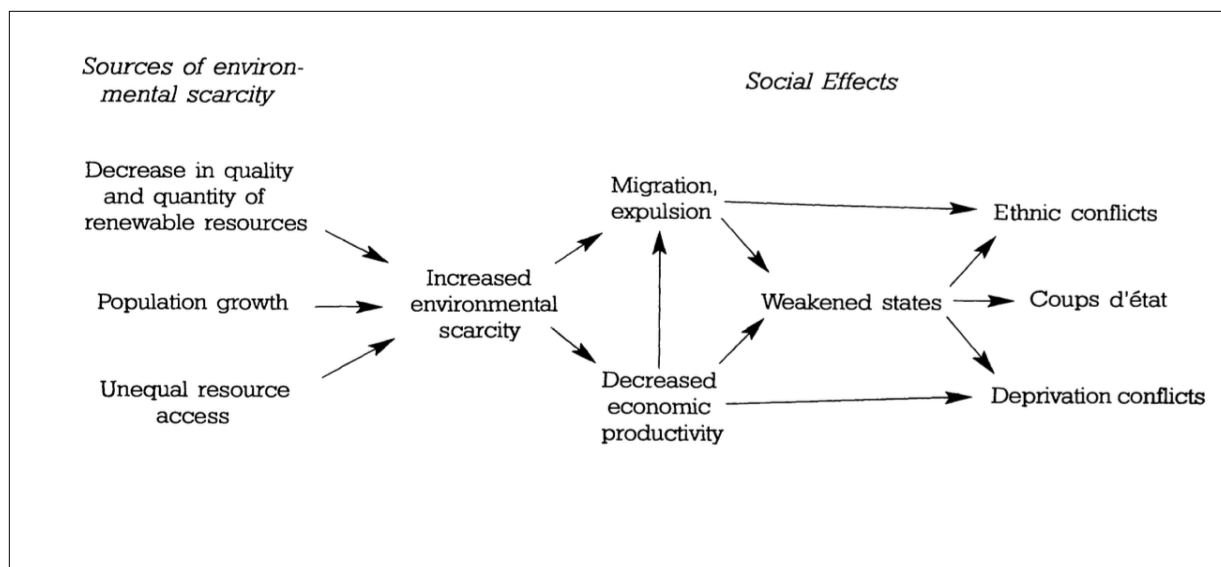 Sources of environ-
mental scarcity
Social Effects
Decrease in quality
and quantity of
renewable resources
Population growth
Unequal resource
access
Increased
environmental
scarcity
Migration,
expulsion
Decreased
economic
productivity
Weakened states
Ethnic conflicts
Coups d'état
Deprivation conflicts